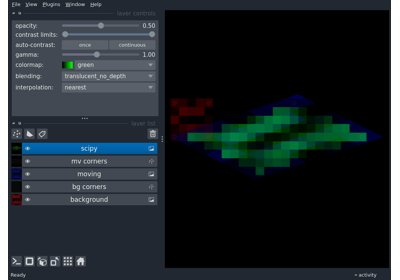 File View Plugins Window Help
layer controls
opacity: 0.50
contrast limits:
auto-contrast: once continuous
gamma: 1.00
colormap: green
blending: translucent_no_depth
interpolation: nearest
layer list
scipy
mv corners
moving
bg corners
background
Ready activity